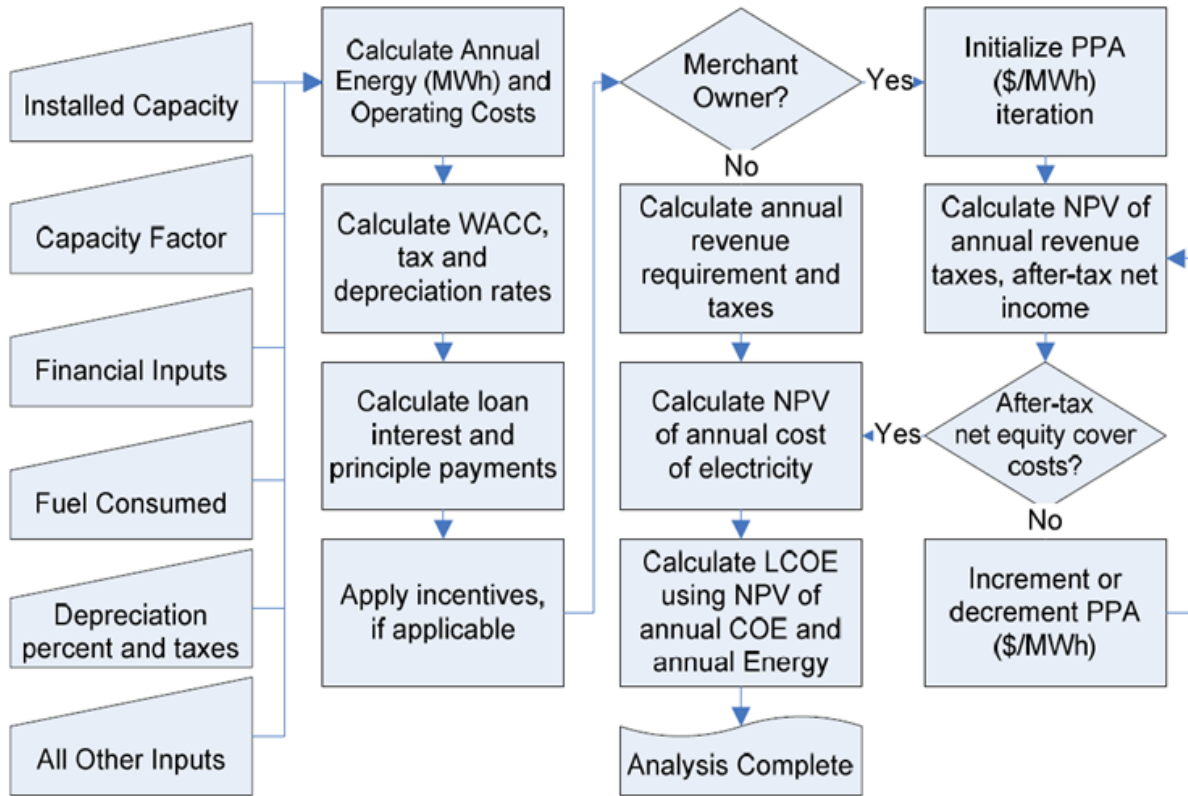 Installed Capacity
Capacity Factor
Financial Inputs
Fuel Consumed
Depreciation
percent and taxes
All Other Inputs
Calculate Annual
Energy (MWh) and
Operating Costs
Calculate WACC,
tax and
depreciation rates
Calculate loan
interest and
principle payments
Apply incentives,
if applicable
Merchant
Owner?
Yes
No
Calculate annual
revenue
requirement and
taxes
Calculate NPV
of annual cost
of electricity
Calculate LCOE
using NPV of
annual COE and
annual Energy
Analysis Complete
Initialize PPA
($/MWh)
iteration
Calculate NPV of
annual revenue
taxes, after-tax net
income
After-tax
net equity cover
costs?
Yes
No
Increment or
decrement PPA
($/MWh)